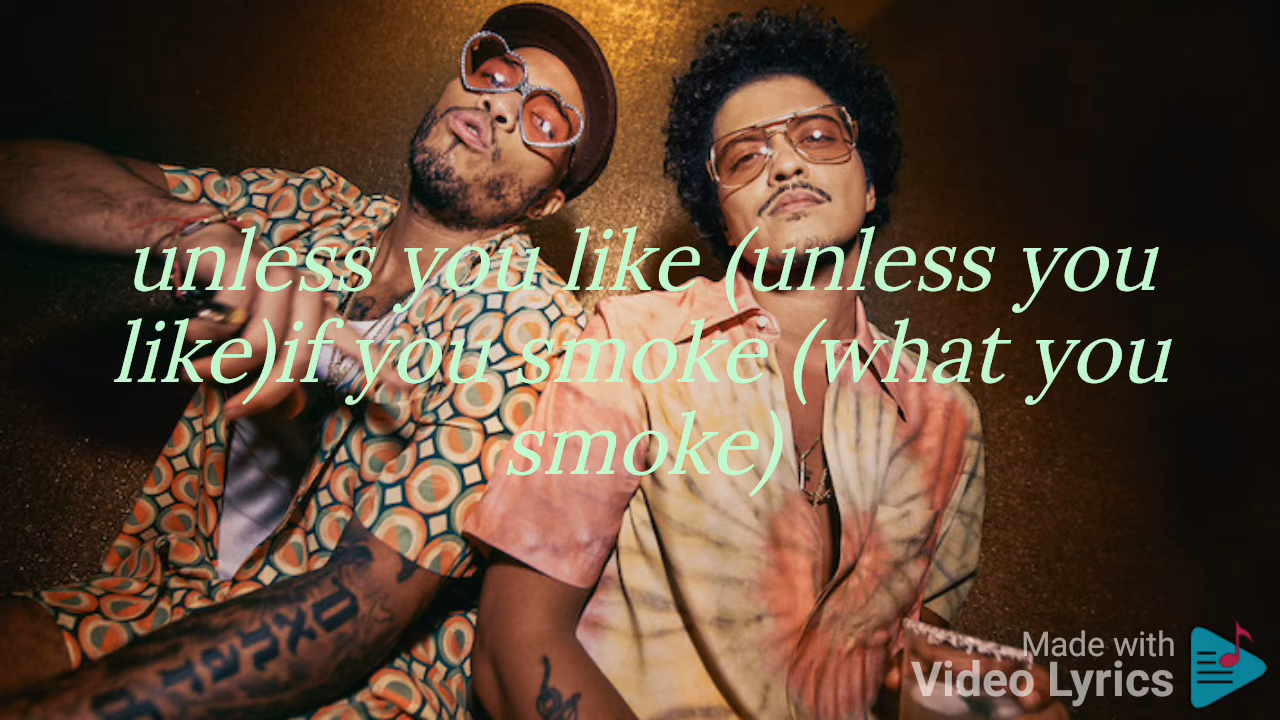 unless you like (unless you
like)if you smoke (what you
smoke)
Made with
Video Lyrics